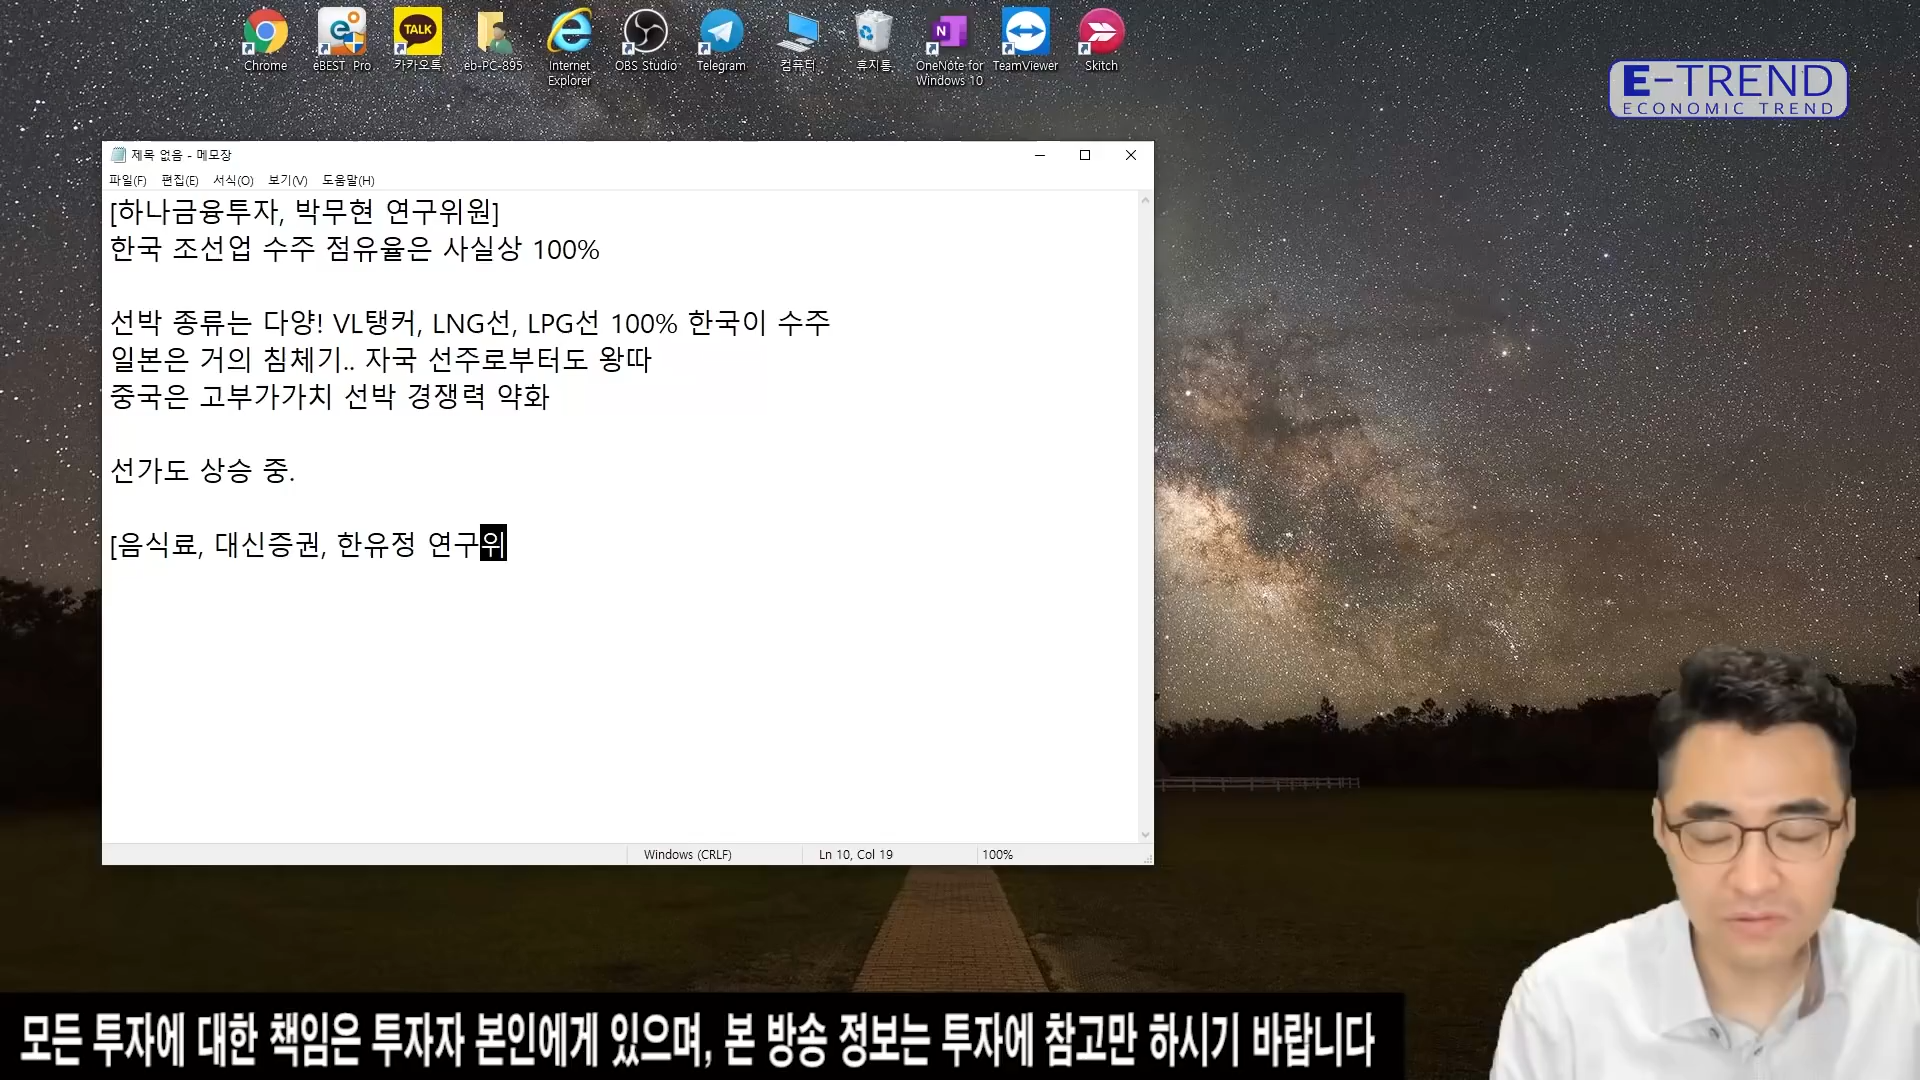 Chrome
eBEST Pro
카카오톡
eb-PC-895
Internet Explorer
OBS Studio
Telegram
컴퓨터
휴지통
OneNote for Windows 10
TeamViewer
Skitch
TALK
E-TREND
ECONOMIC TREND
제목 없음 - 메모장
파일(F) 편집(E) 서식(O) 보기(V) 도움말(H)
[하나금융투자, 박무현 연구위원]
한국 조선업 수주 점유율은 사실상 100%
선박 종류는 다양! VL탱커, LNG선, LPG선 100% 한국이 수주
일본은 거의 침체기.. 자국 선주로부터도 왕따
중국은 고부가가치 선박 경쟁력 약화
선가도 상승 중.
[음식료, 대신증권, 한유정 연구위
Windows (CRLF) Ln 10, Col 19 100%
모든 투자에 대한 책임은 투자자 본인에게 있으며, 본 방송 정보는 투자에 참고만 하시기 바랍니다